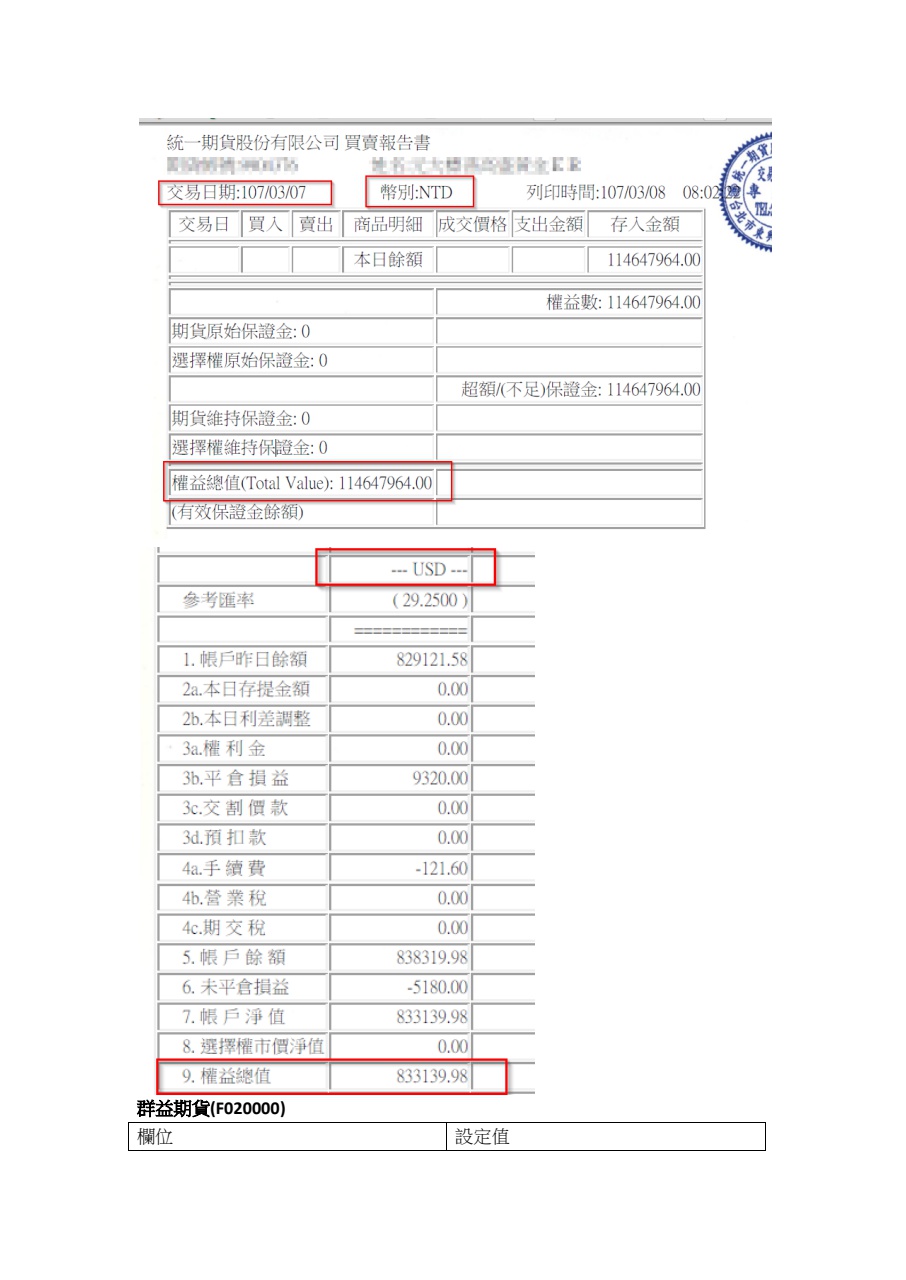 統一期貨股份有限公司 買賣報告書
交易日期:107/03/07 幣別:NTD 列印時間:107/03/08 08:02:2
交易日 買入 賣出 商品明細 成交價格 支出金額 存入金額
本日餘額 114647964.00
權益數: 114647964.00
期貨原始保證金: 0
選擇權原始保證金: 0
超額/(不足)保證金: 114647964.00
期貨維持保證金: 0
選擇權維持保證金: 0
權益總值(Total Value): 114647964.00
(有效保證金餘額)
--- USD ---
參考匯率 ( 29.2500 )
============
1. 帳戶昨日餘額 829121.58
2a.本日存提金額 0.00
2b.本日利差調整 0.00
3a.權 利 金 0.00
3b.平 倉 損 益 9320.00
3c.交 割 價 款 0.00
3d.預 扣 款 0.00
4a.手 續 費 -121.60
4b.營 業 稅 0.00
4c.期 交 稅 0.00
5. 帳 戶 餘 額 838319.98
6. 未平倉損益 -5180.00
7. 帳 戶 淨 值 833139.98
8. 選擇權市價淨值 0.00
9. 權益總值 833139.98
群益期貨(F020000)
欄位 設定值